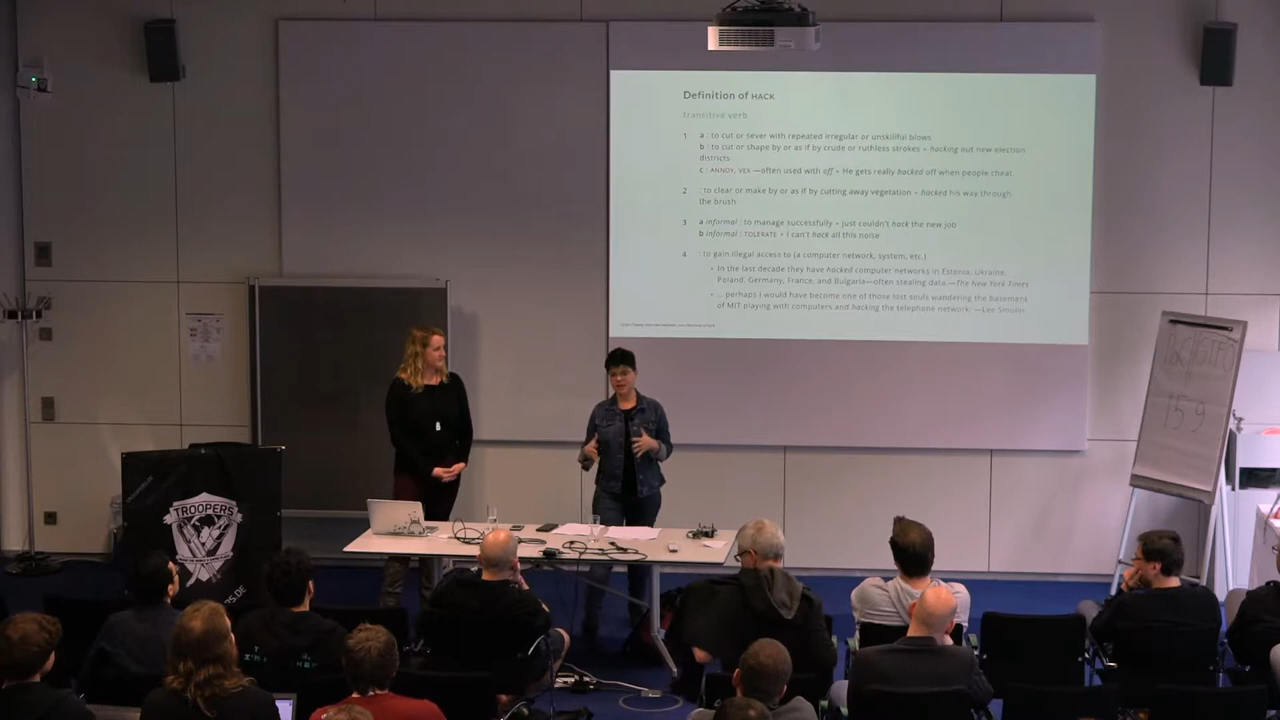 Definition of HACK
transitive verb
1 a : to cut or sever with repeated irregular or unskillful blows
b : to cut or shape by or as if by crude or ruthless strokes • hacking out new election
districts
c : ANNOY, VEX —often used with off • He gets really hacked off when people cheat.
2 : to clear or make by or as if by cutting away vegetation • hacked his way through
the brush
3 a informal : to manage successfully • just couldn't hack the new job
b informal : TOLERATE • I can't hack all this noise
4 : to gain illegal access to (a computer network, system, etc.)
• In the last decade they have hacked computer networks in Estonia, Ukraine,
Poland, Germany, France, and Bulgaria—often stealing data.—The New York Times
• ... perhaps I would have become one of those lost souls wandering the basement
of MIT playing with computers and hacking the telephone network. —Lee Smolin
TROOPERS
15 9